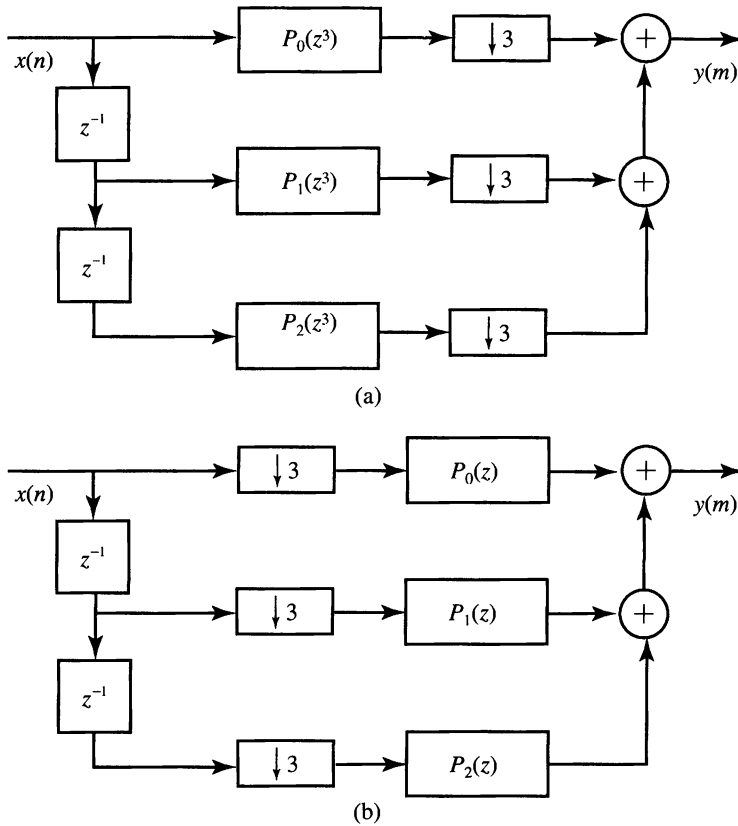 P₀(z³) ↓3 +
x(n) y(m)
z⁻¹
P₁(z³) ↓3 +
z⁻¹
P₂(z³) ↓3
(a)
↓3 P₀(z) +
x(n) y(m)
z⁻¹
↓3 P₁(z) +
z⁻¹
↓3 P₂(z)
(b)